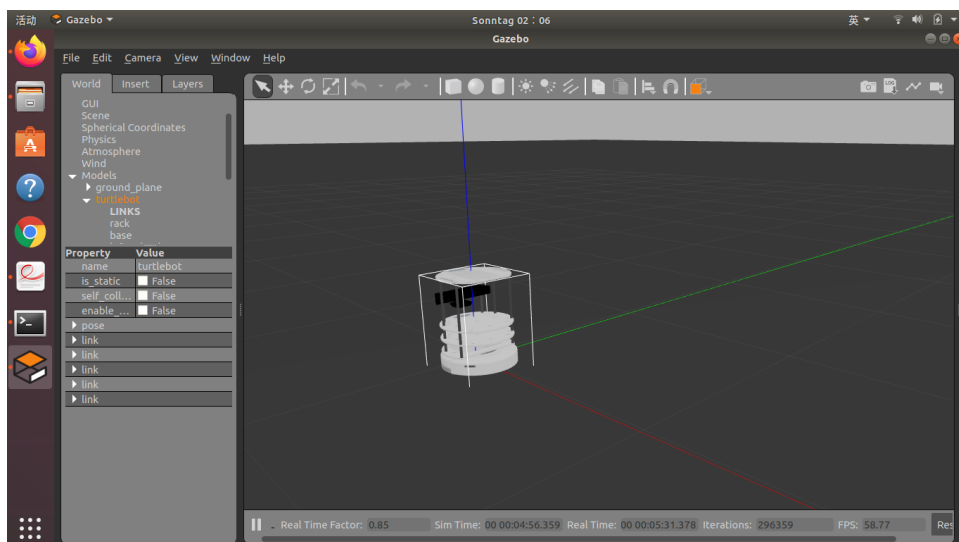 活动 Gazebo Sonntag 02：06 英
Gazebo
File Edit Camera View Window Help
World Insert Layers
GUI
Scene
Spherical Coordinates
Physics
Atmosphere
Wind
Models
ground_plane
turtlebot
LINKS
rack
base
Property Value
name turtlebot
is_static False
self_coll... False
enable_... False
pose
link
link
link
link
link
Real Time Factor: 0.85 Sim Time: 00 00:04:56.359 Real Time: 00 00:05:31.378 Iterations: 296359 FPS: 58.77 Res